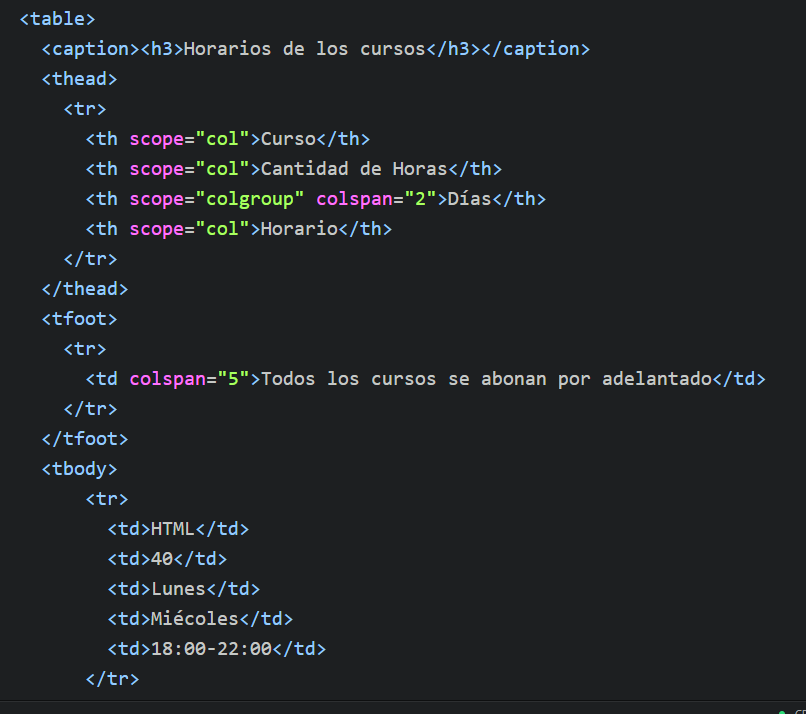 <table>
<caption><h3>Horarios de los cursos</h3></caption>
<thead>
<tr>
<th scope="col">Curso</th>
<th scope="col">Cantidad de Horas</th>
<th scope="colgroup" colspan="2">Días</th>
<th scope="col">Horario</th>
</tr>
</thead>
<tfoot>
<tr>
<td colspan="5">Todos los cursos se abonan por adelantado</td>
</tr>
</tfoot>
<tbody>
<tr>
<td>HTML</td>
<td>40</td>
<td>Lunes</td>
<td>Miécoles</td>
<td>18:00-22:00</td>
</tr>